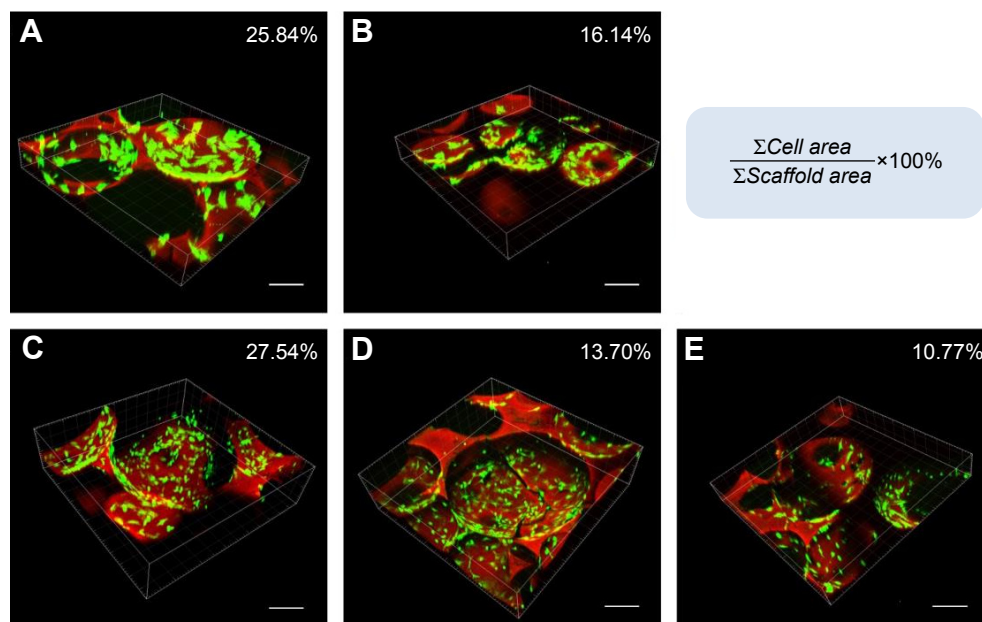 A 25.84%
B 16.14%
ΣCell area
ΣScaffold area ×100%
C 27.54%
D 13.70%
E 10.77%